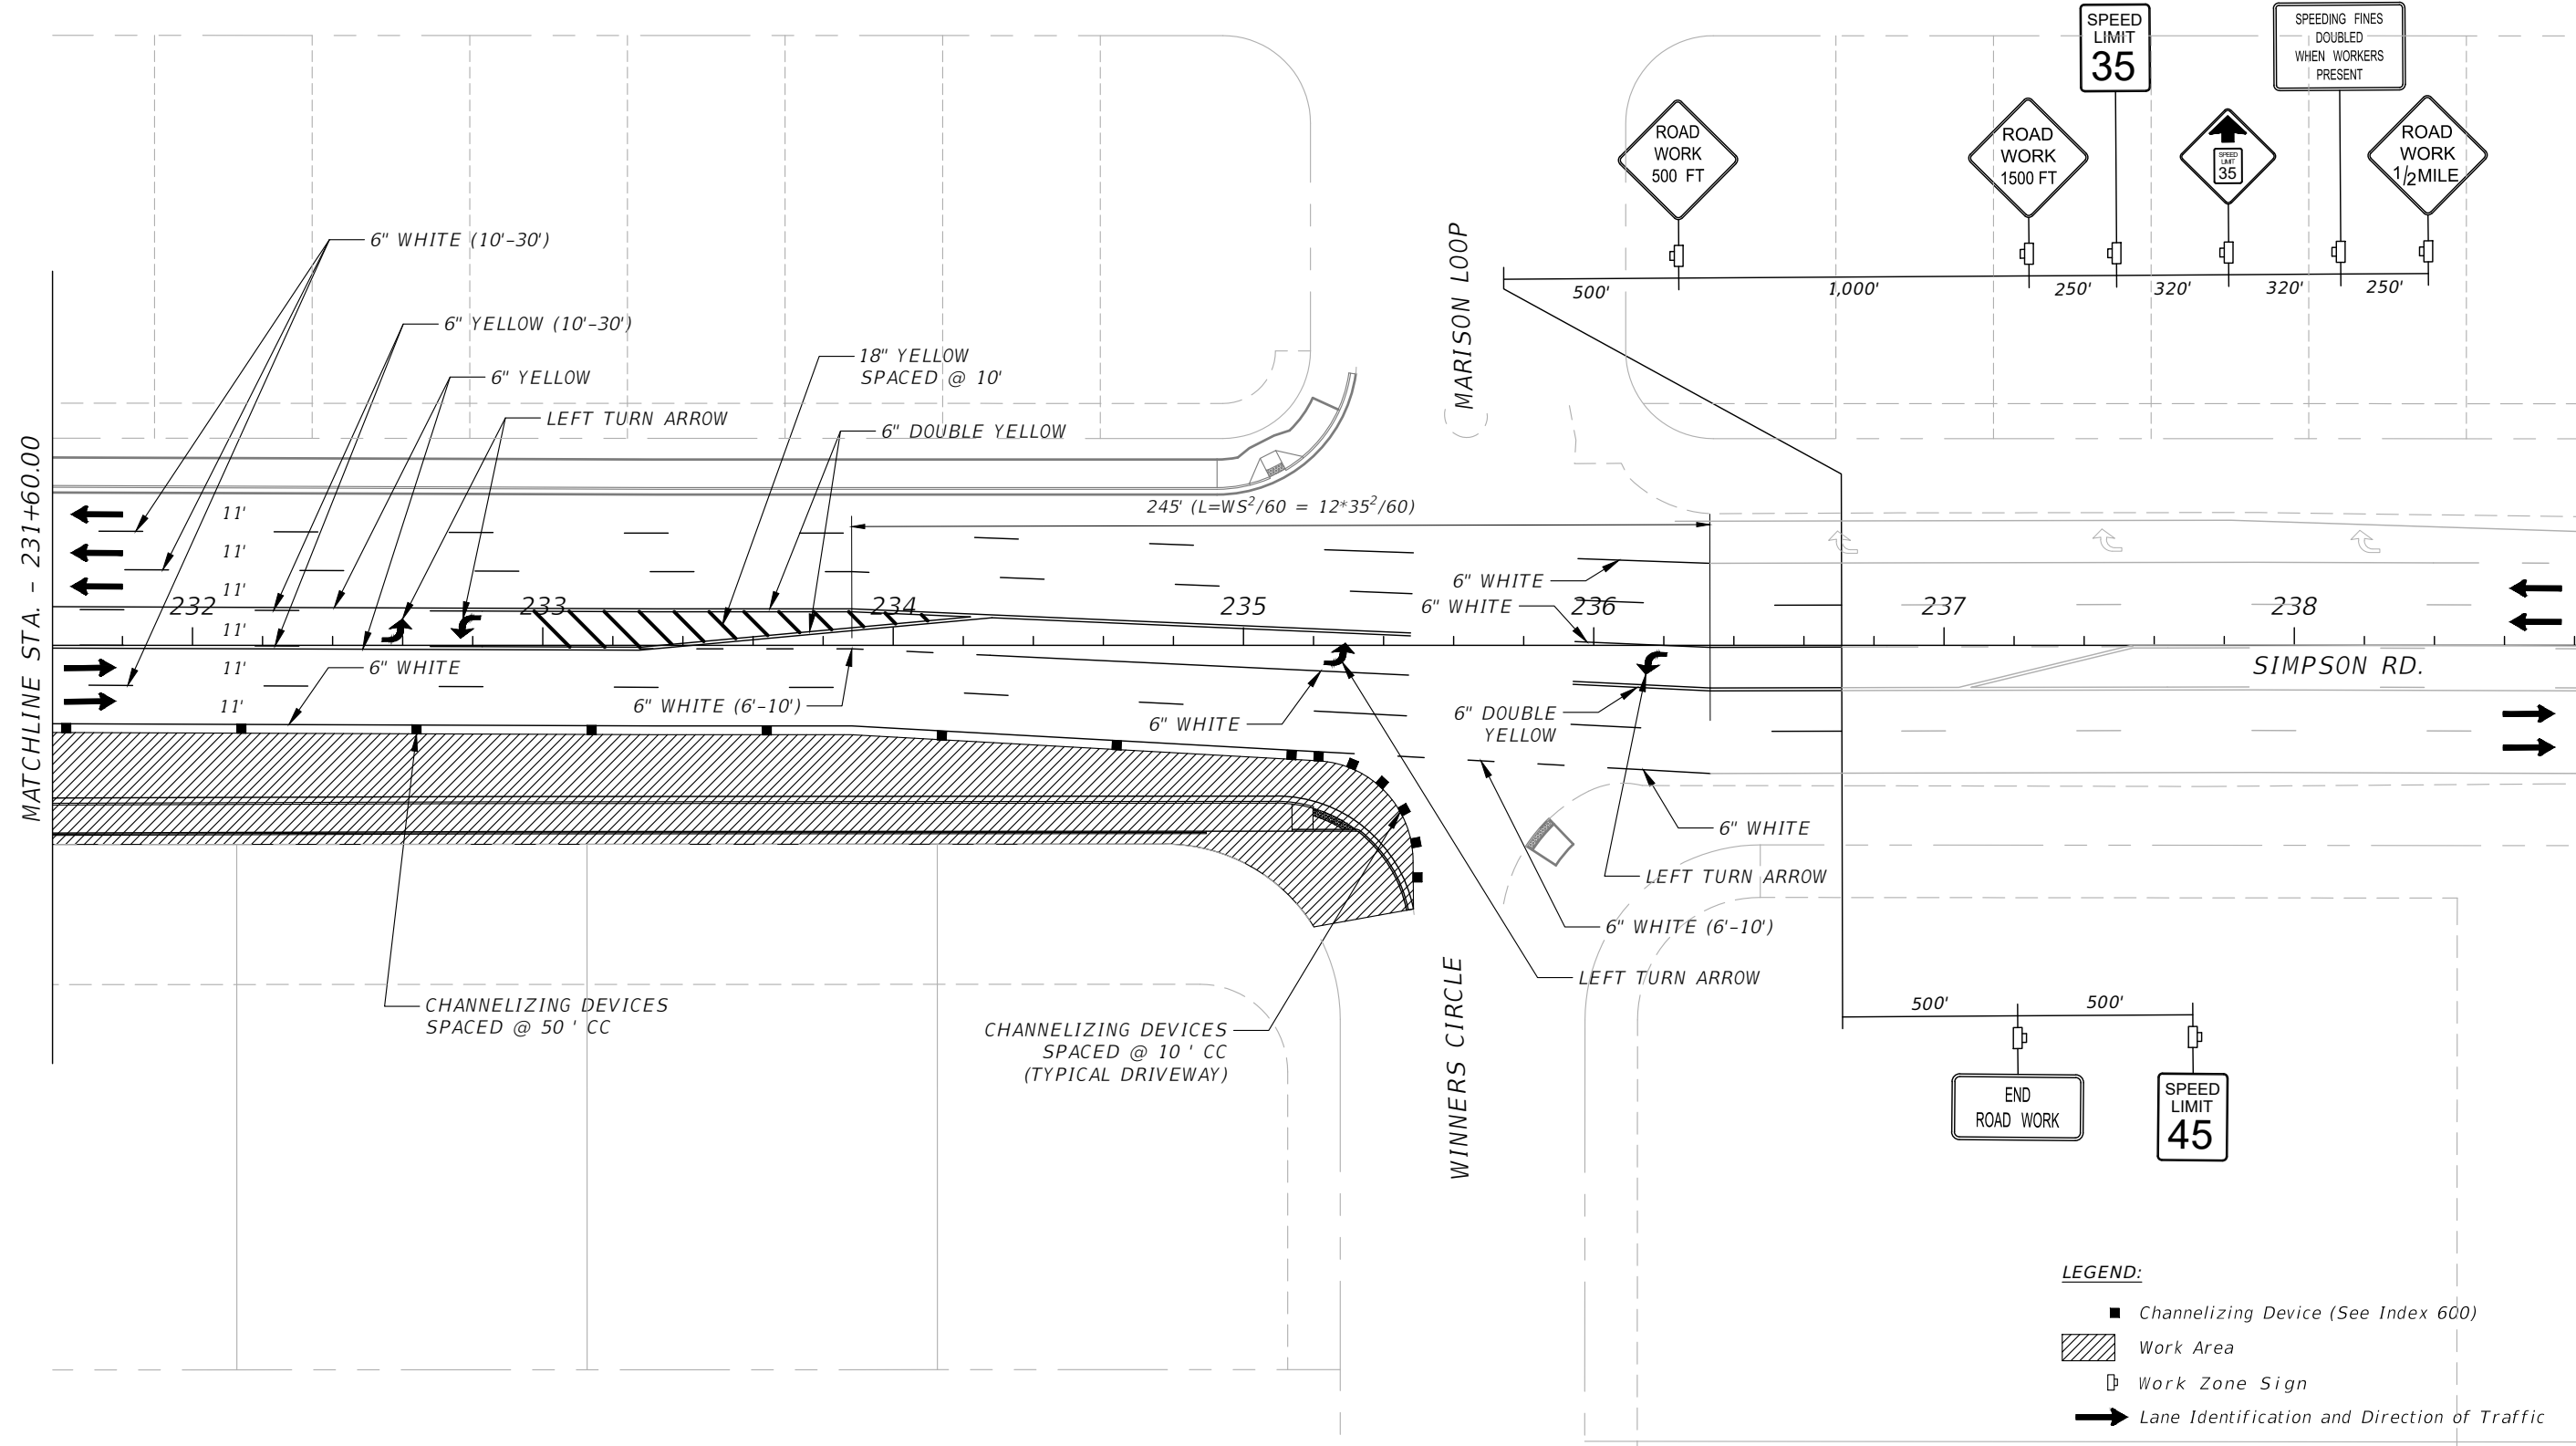 SPEED
LIMIT
35
SPEEDING FINES
DOUBLED
WHEN WORKERS
PRESENT
ROAD
WORK
500 FT
ROAD
WORK
1500 FT
SPEED
LIMIT
35
ROAD
WORK
1/2 MILE
500'
1,000'
250'
320'
320'
250'
MARISON LOOP
6" WHITE (10'-30')
6" YELLOW (10'-30')
6" YELLOW
18" YELLOW
SPACED @ 10'
LEFT TURN ARROW
6" DOUBLE YELLOW
MATCHLINE STA. - 231+60.00
245' (L=WS²/60 = 12*35²/60)
11'
11'
11'
11'
11'
11'
232
233
234
235
236
237
238
6" WHITE
6" WHITE
SIMPSON RD.
6" WHITE
6" WHITE (6'-10')
6" WHITE
6" DOUBLE
YELLOW
6" WHITE
LEFT TURN ARROW
6" WHITE (6'-10')
LEFT TURN ARROW
CHANNELIZING DEVICES
SPACED @ 50 ' CC
CHANNELIZING DEVICES
SPACED @ 10 ' CC
(TYPICAL DRIVEWAY)
WINNERS CIRCLE
500'
500'
END
ROAD WORK
SPEED
LIMIT
45
LEGEND:
Channelizing Device (See Index 600)
Work Area
Work Zone Sign
Lane Identification and Direction of Traffic